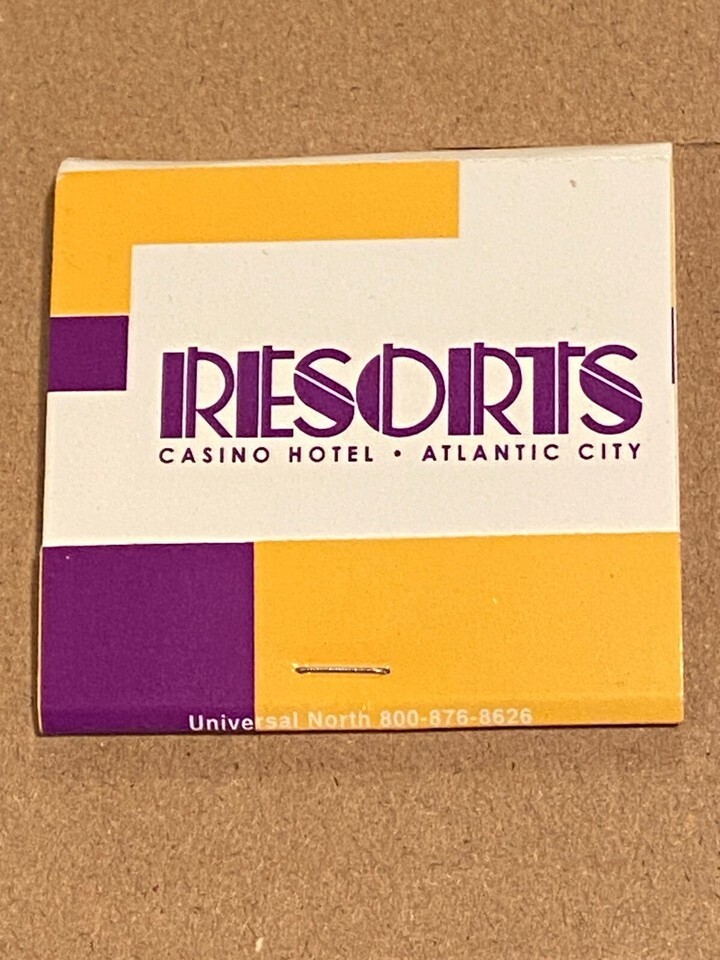 RESORTS
CASINO HOTEL • ATLANTIC CITY
Universal North 800-876-8626